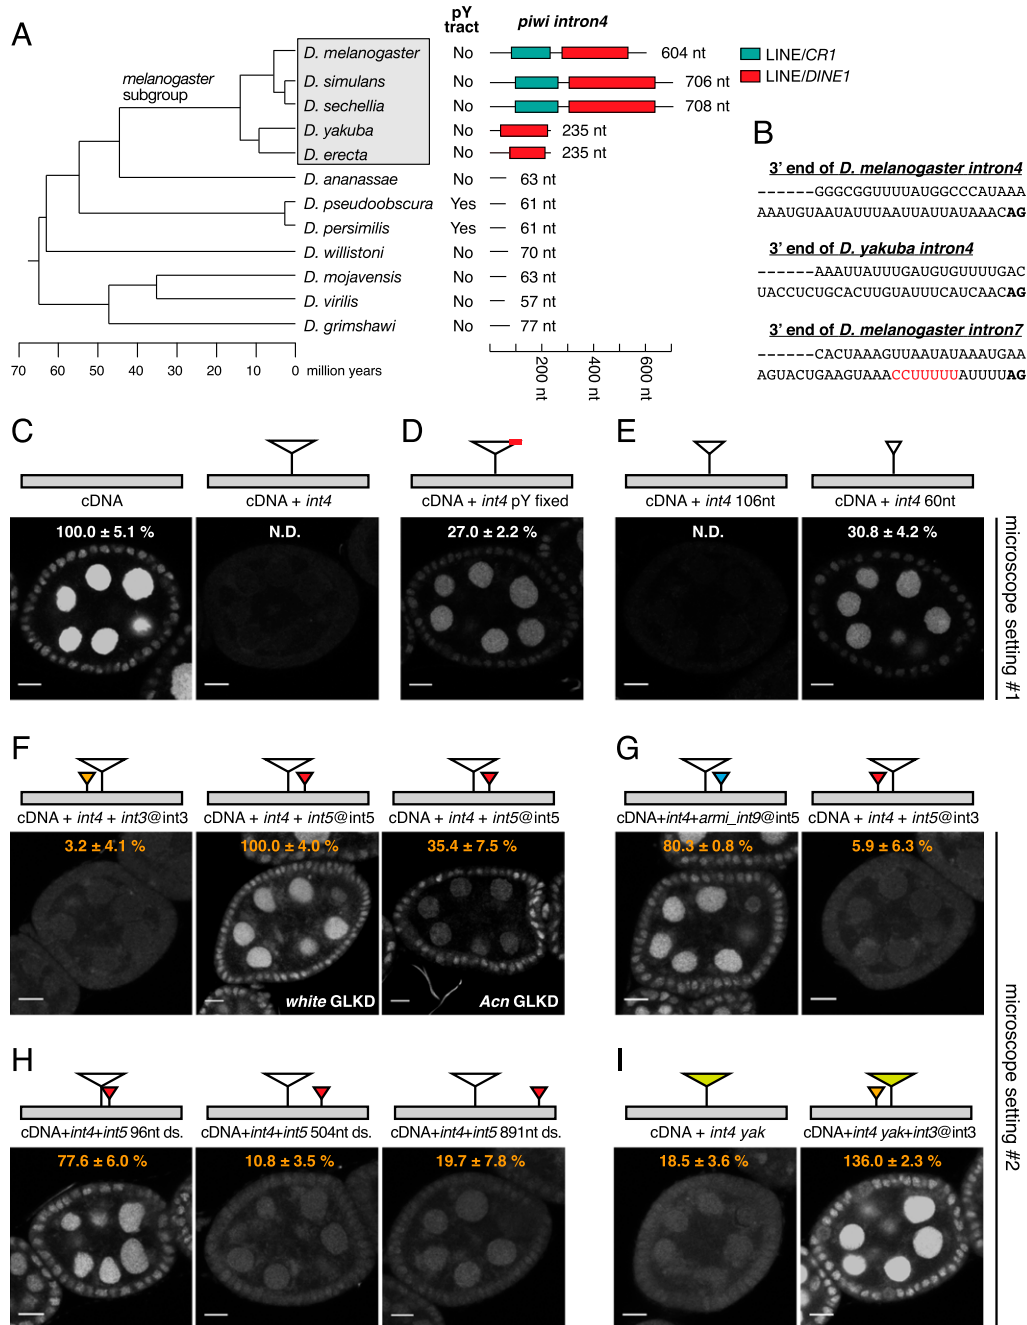 A
pY tract
piwi intron4
melanogaster subgroup
D. melanogaster No 604 nt
D. simulans No 706 nt
D. sechellia No 708 nt
D. yakuba No 235 nt
D. erecta No 235 nt
D. ananassae No 63 nt
D. pseudoobscura Yes 61 nt
D. persimilis Yes 61 nt
D. willistoni No 70 nt
D. mojavensis No 63 nt
D. virilis No 57 nt
D. grimshawi No 77 nt
70 60 50 40 30 20 10 0 million years
200 nt 400 nt 600 nt
LINE/CR1
LINE/DINE1
B
3' end of D. melanogaster intron4
------GGGCGGUUUUAUGGCCCAUAAA
AAAUGUAAUAUUUAAUUAUUAUAAACAG
3' end of D. yakuba intron4
------AAAUUAUUUGAUGUGUUUUGAC
UACCUCUGCACUUGUAUUUCAUCAACAG
3' end of D. melanogaster intron7
------CACUAAAGUUAAUAUAAAUGAA
AGUACUGAAGUAAACCUUUUUAUUUUAG
C
cDNA
100.0 ± 5.1 %
cDNA + int4
N.D.
D
cDNA + int4 pY fixed
27.0 ± 2.2 %
E
cDNA + int4 106nt
N.D.
cDNA + int4 60nt
30.8 ± 4.2 %
microscope setting #1
F
cDNA + int4 + int3@int3
3.2 ± 4.1 %
cDNA + int4 + int5@int5
100.0 ± 4.0 %
white GLKD
cDNA + int4 + int5@int5
35.4 ± 7.5 %
Acn GLKD
G
cDNA+int4+armi_int9@int5
80.3 ± 0.8 %
cDNA + int4 + int5@int3
5.9 ± 6.3 %
H
cDNA+int4+int5 96nt ds.
77.6 ± 6.0 %
cDNA+int4+int5 504nt ds.
10.8 ± 3.5 %
cDNA+int4+int5 891nt ds.
19.7 ± 7.8 %
I
cDNA + int4 yak
18.5 ± 3.6 %
cDNA+int4 yak+int3@int3
136.0 ± 2.3 %
microscope setting #2